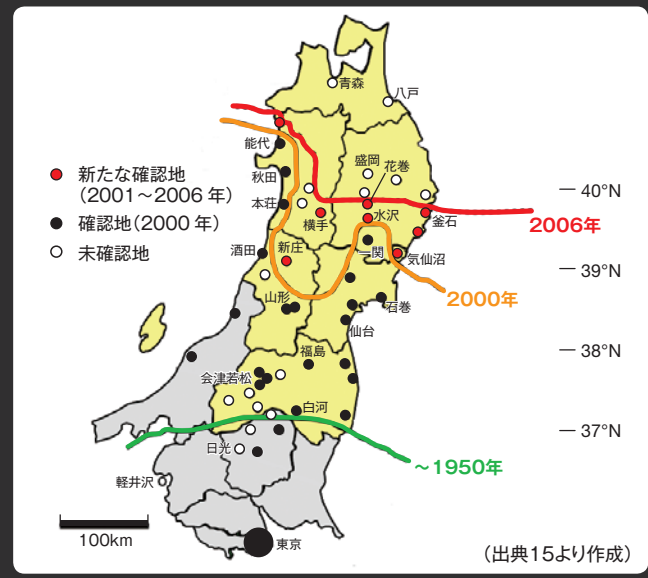 青森
八戸
能代
盛岡
花巻
秋田
本荘
横手
水沢
釜石
酒田
新庄
一関
気仙沼
山形
石巻
仙台
福島
会津若松
白河
日光
軽井沢
東京
新たな確認地
(2001〜2006年)
確認地(2000年)
未確認地
40°N
2006年
39°N
2000年
38°N
37°N
〜1950年
100km
(出典15より作成)